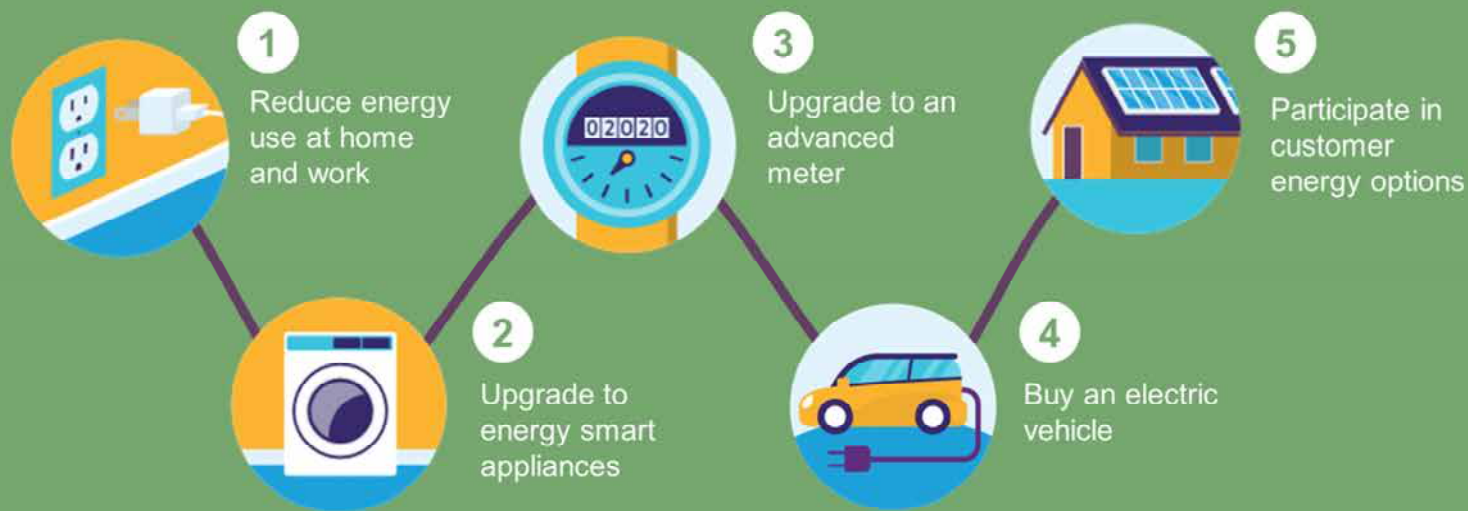 1
Reduce energy
use at home
and work
2
Upgrade to
energy smart
appliances
3
02020
Upgrade to an
advanced
meter
4
Buy an electric
vehicle
5
Participate in
customer
energy options